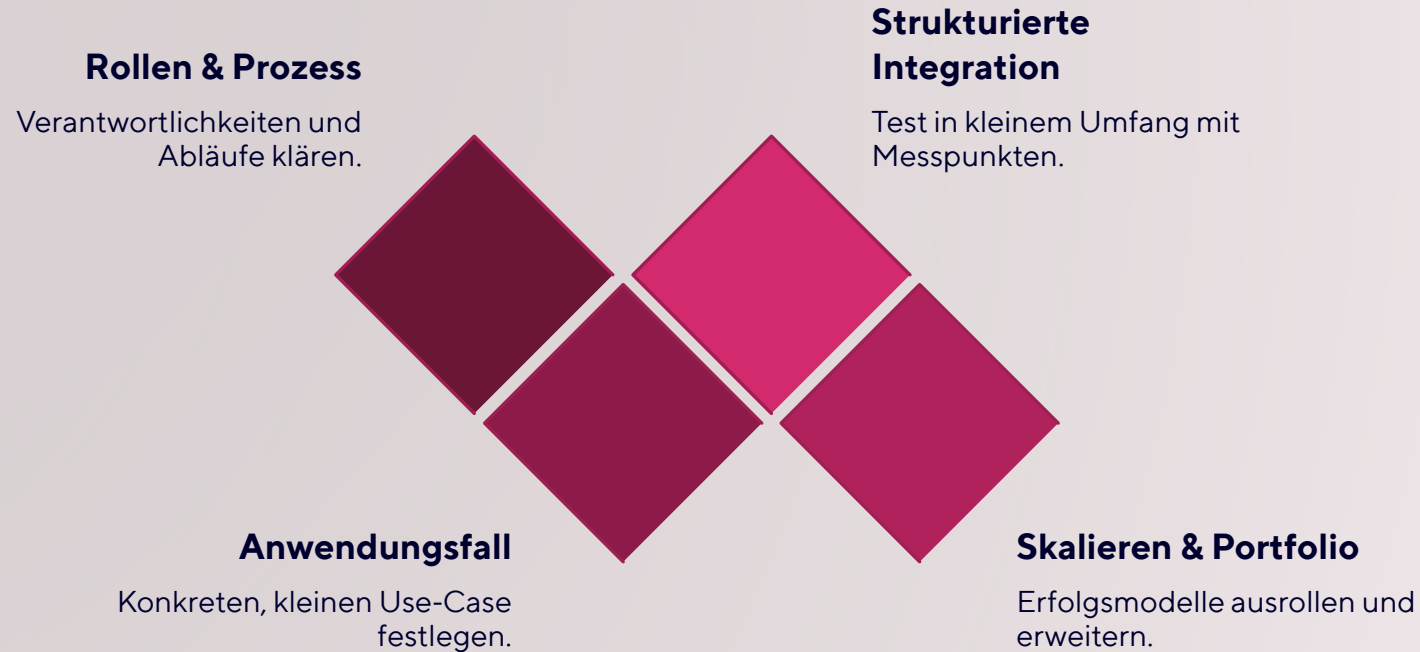 Rollen & Prozess
Verantwortlichkeiten und
Abläufe klären.
Strukturierte
Integration
Test in kleinem Umfang mit
Messpunkten.
Anwendungsfall
Konkreten, kleinen Use-Case
festlegen.
Skalieren & Portfolio
Erfolgsmodelle ausrollen und
erweitern.